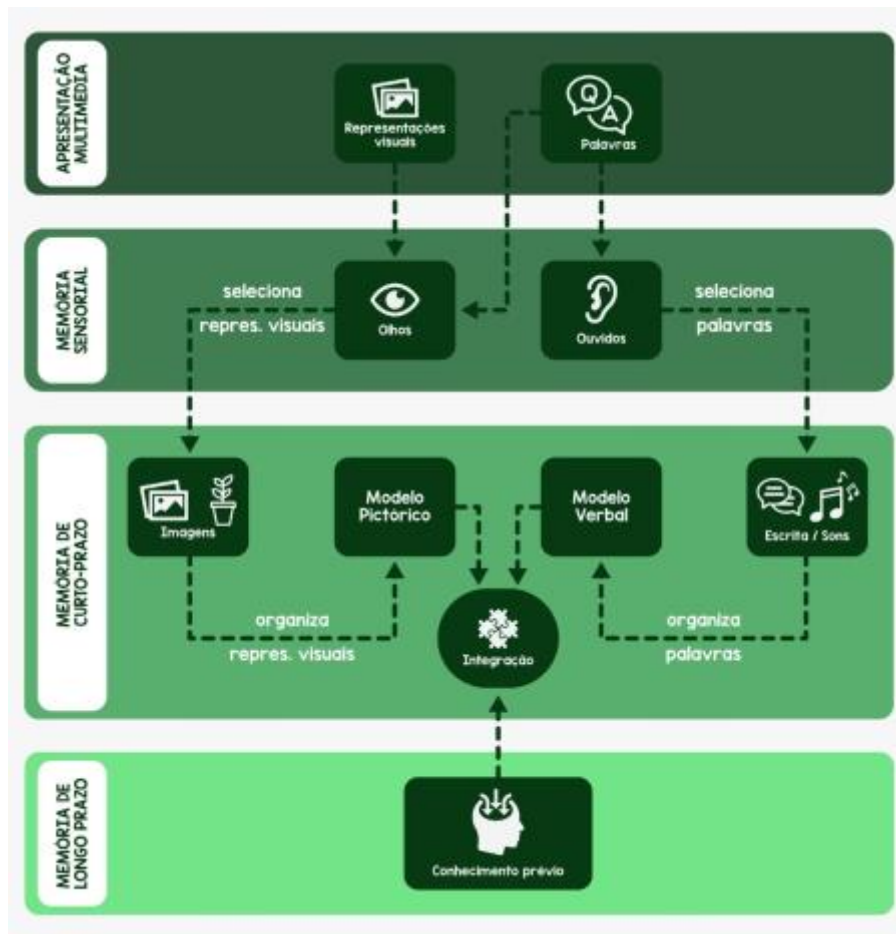 APRESENTAÇÃO
MULTIMEDIA
Representações
visuais
Q
A
Palavras
MEMÓRIA
SENSORIAL
seleciona
repres. visuais
Olhos
Ouvidos
seleciona
palavras
MEMÓRIA DE
CURTO-PRAZO
Imagens
Modelo
Pictórico
Modelo
Verbal
Escrita / Sons
organiza
repres. visuais
Integração
organiza
palavras
MEMÓRIA DE
LONGO PRAZO
Conhecimento prévio